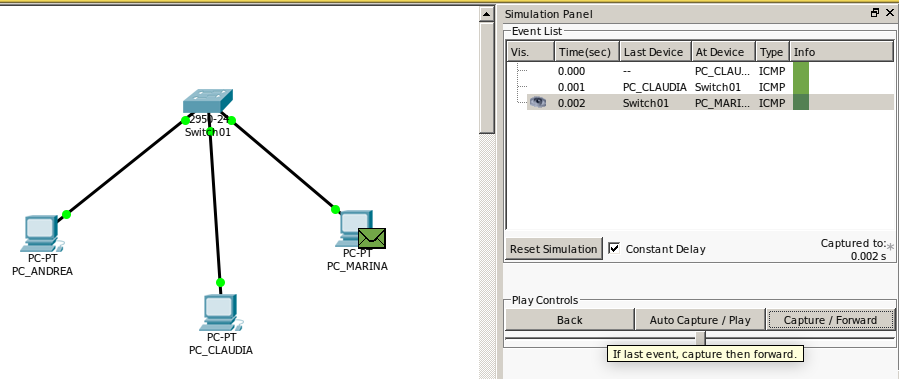 2950-24
Switch01
PC-PT
PC_ANDREA
PC-PT
PC_MARINA
PC-PT
PC_CLAUDIA
Simulation Panel
Event List
Vis. Time(sec) Last Device At Device Type Info
0.000 -- PC_CLAU... ICMP
0.001 PC_CLAUDIA Switch01 ICMP
0.002 Switch01 PC_MARI... ICMP
Reset Simulation Constant Delay Captured to: *
0.002 s
Play Controls
Back Auto Capture / Play Capture / Forward
If last event, capture then forward.